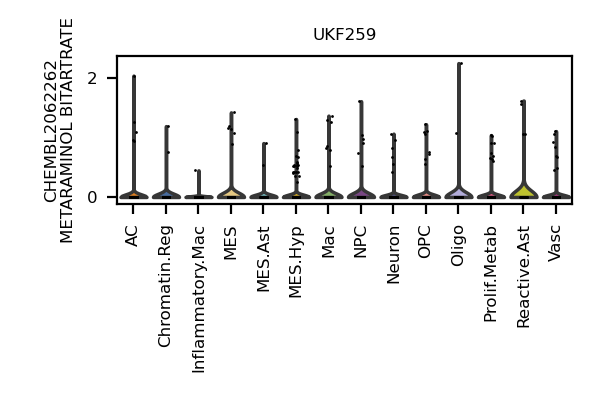 UKF259
CHEMBL2062262
METARAMINOL BITARTRATE
2
0
AC
Chromatin.Reg
Inflammatory.Mac
MES
MES.Ast
MES.Hyp
Mac
NPC
Neuron
OPC
Oligo
Prolif.Metab
Reactive.Ast
Vasc